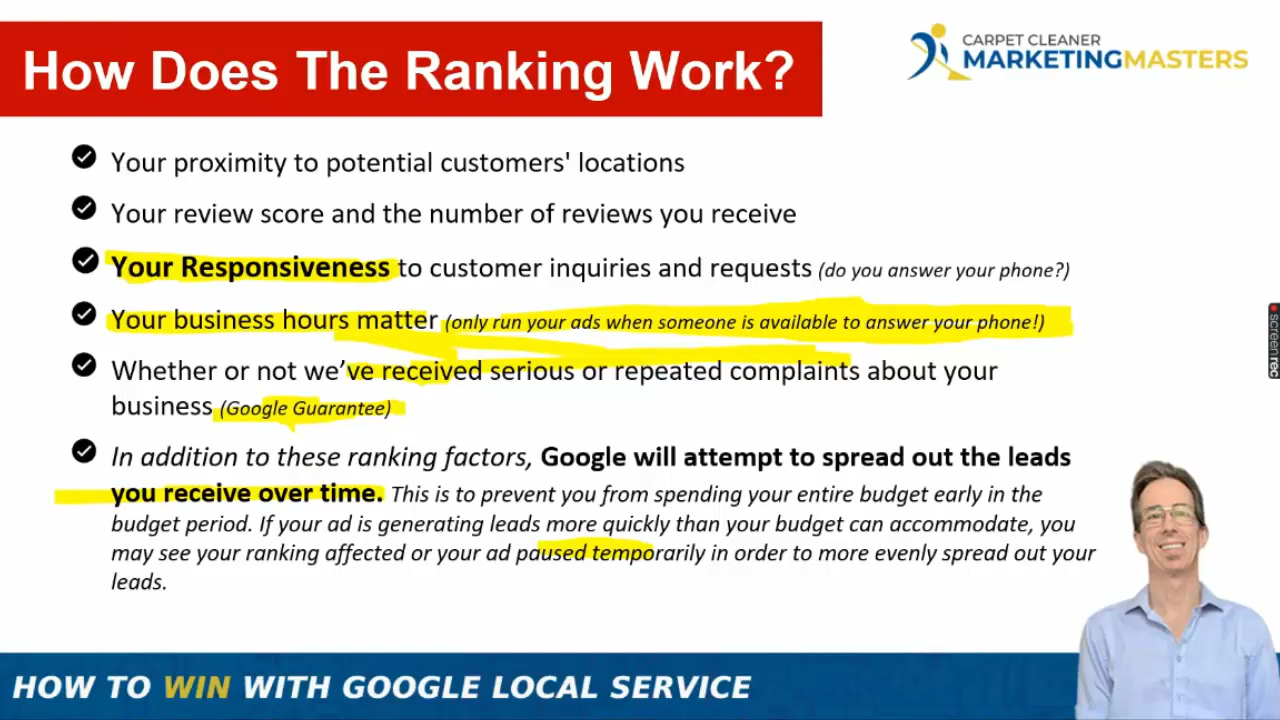 How Does The Ranking Work?
CARPET CLEANER
MARKETINGMASTERS
Your proximity to potential customers' locations
Your review score and the number of reviews you receive
Your Responsiveness to customer inquiries and requests (do you answer your phone?)
Your business hours matter (only run your ads when someone is available to answer your phone!)
Whether or not we've received serious or repeated complaints about your
business (Google Guarantee)
In addition to these ranking factors, Google will attempt to spread out the leads
you receive over time. This is to prevent you from spending your entire budget early in the
budget period. If your ad is generating leads more quickly than your budget can accommodate, you
may see your ranking affected or your ad paused temporarily in order to more evenly spread out your
leads.
screenrec
HOW TO WIN WITH GOOGLE LOCAL SERVICE